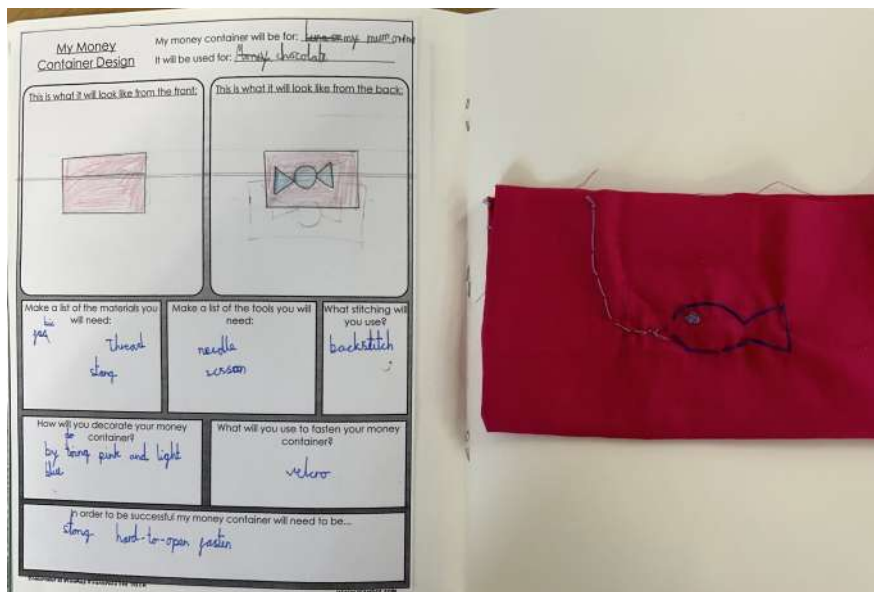 My Money
Container Design
My money container will be for: my mum
It will be used for: chocolate
This is what it will look like from the front:
This is what it will look like from the back:
Make a list of the materials you
will need:
thread
stong
Make a list of the tools you will
need:
needle
What stitching will
you use?
backstitch
How will you decorate your money
container?
by pink and light
blue
What will you use to fasten your money
container?
velcro
In order to be successful my money container will need to be...
stong hard-to-open fasten